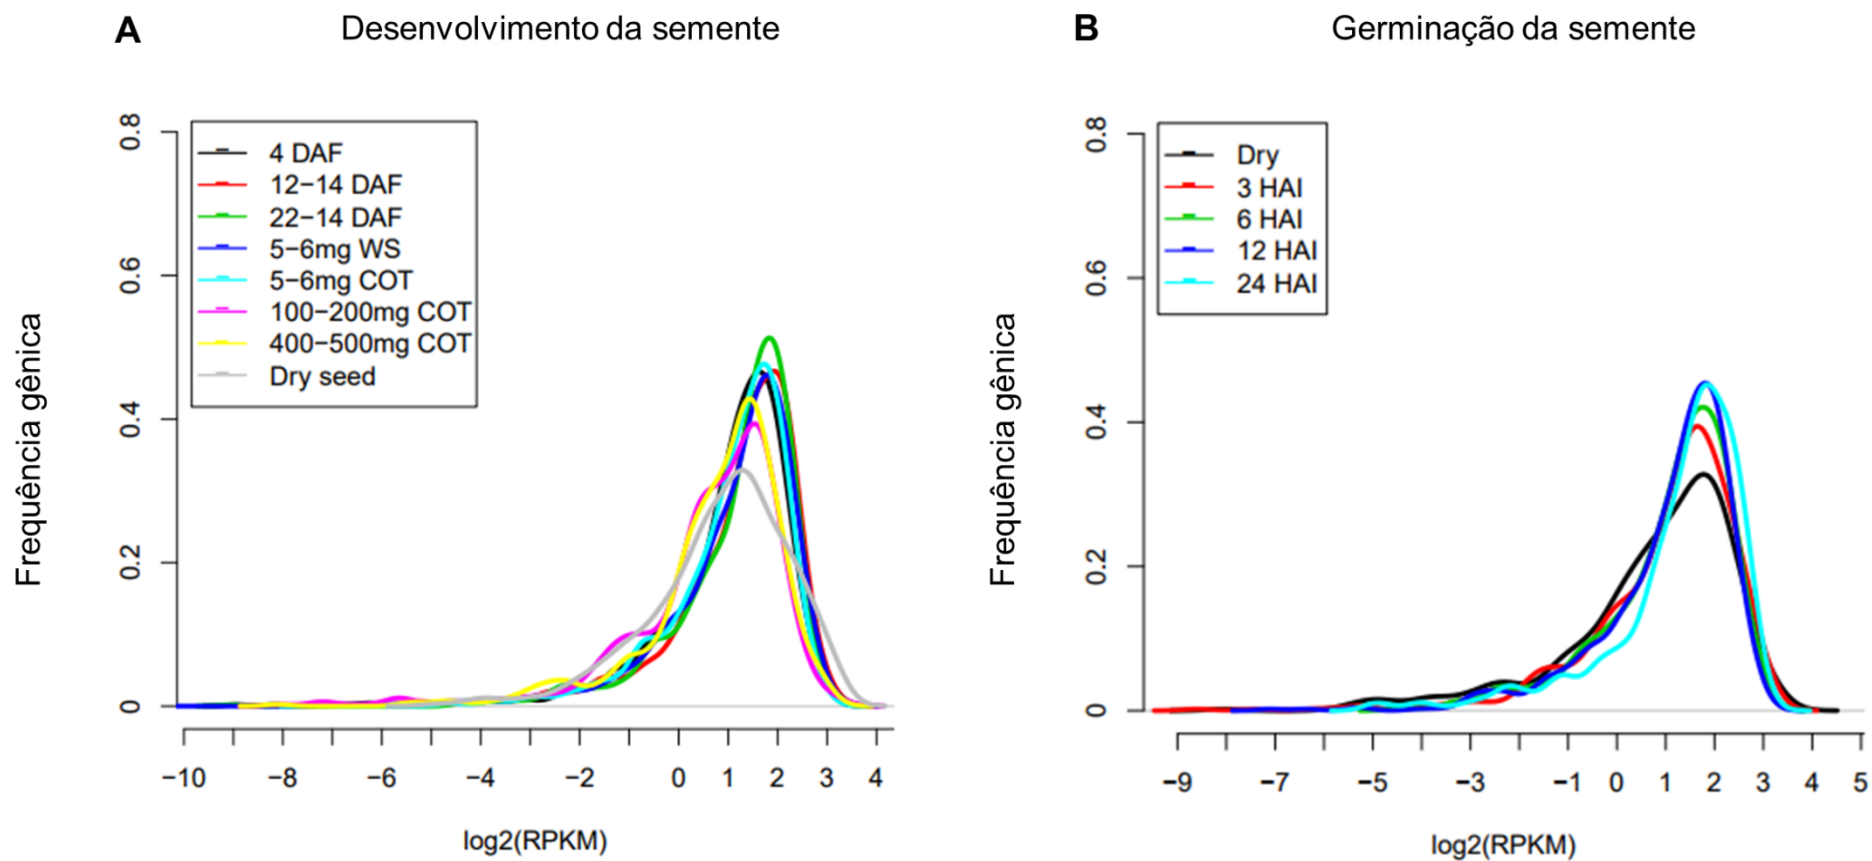 A
Desenvolvimento da semente
Frequência gênica
0.8
0.6
0.4
0.2
0
4 DAF
12−14 DAF
22−14 DAF
5−6mg WS
5−6mg COT
100−200mg COT
400−500mg COT
Dry seed
−10 −8 −6 −4 −2 0 1 2 3 4
log2(RPKM)
B
Germinação da semente
Frequência gênica
0.8
0.6
0.4
0.2
0
Dry
3 HAI
6 HAI
12 HAI
24 HAI
−9 −7 −5 −3 −1 0 1 2 3 4 5
log2(RPKM)